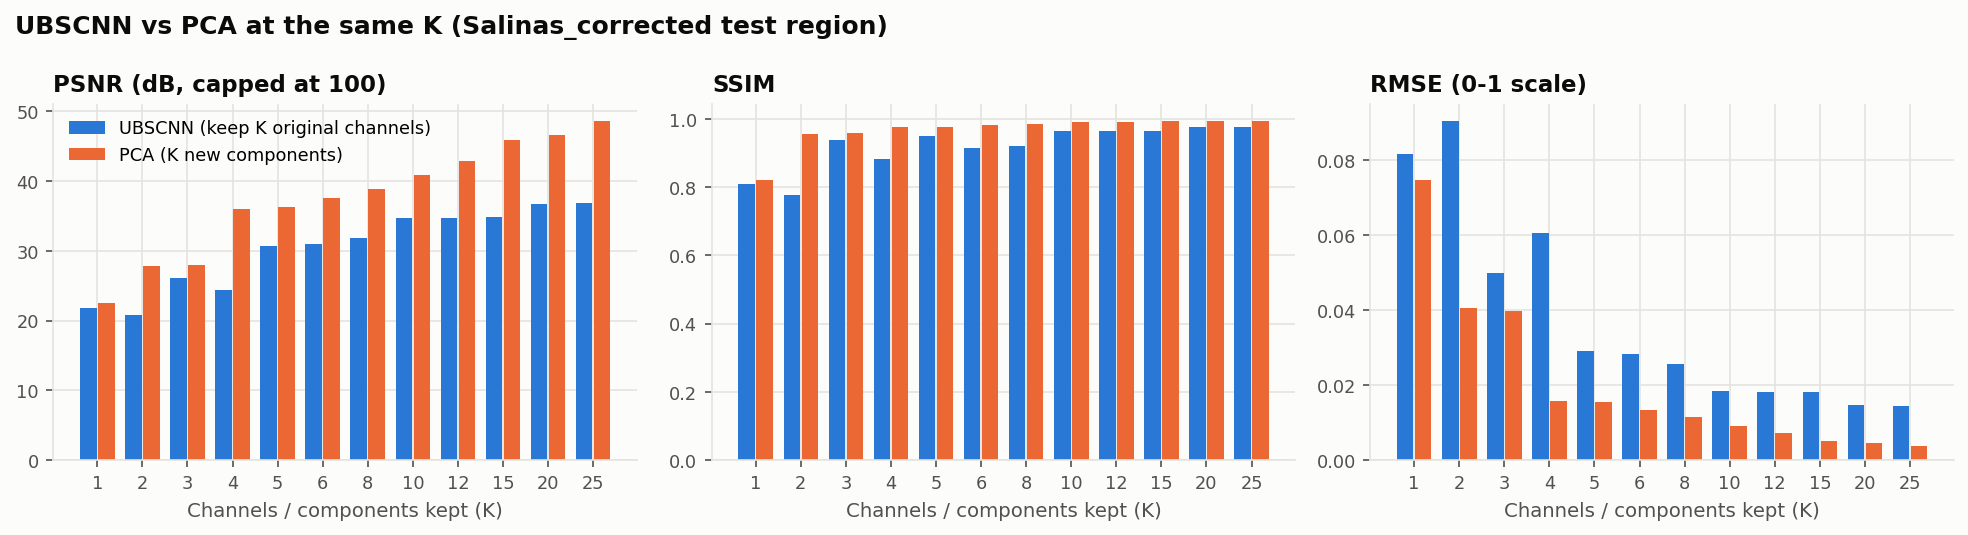 UBSCNN vs PCA at the same K (Salinas_corrected test region)
PSNR (dB, capped at 100)
50
40
30
20
10
0
UBSCNN (keep K original channels)
PCA (K new components)
1 2 3 4 5 6 8 10 12 15 20 25
Channels / components kept (K)
SSIM
1.0
0.8
0.6
0.4
0.2
0.0
1 2 3 4 5 6 8 10 12 15 20 25
Channels / components kept (K)
RMSE (0-1 scale)
0.08
0.06
0.04
0.02
0.00
1 2 3 4 5 6 8 10 12 15 20 25
Channels / components kept (K)